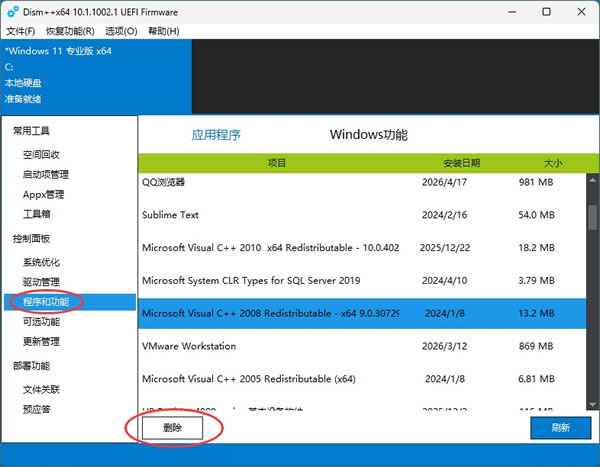 Dism++x64 10.1.1002.1 UEFI Firmware
文件(F) 恢复功能(R) 选项(O) 帮助(H)
*Windows 11 专业版 x64
C:
本地硬盘
准备就绪
常用工具
空间回收
启动项管理
Appx管理
工具箱
控制面板
系统优化
驱动管理
程序和功能
可选功能
更新管理
部署功能
文件关联
预应答
应用程序 Windows功能
项目 安装日期 大小
QQ浏览器 2026/4/17 981 MB
Sublime Text 2024/2/16 54.0 MB
Microsoft Visual C++ 2010 x64 Redistributable - 10.0.402 2025/12/22 18.2 MB
Microsoft System CLR Types for SQL Server 2019 2024/4/10 3.79 MB
Microsoft Visual C++ 2008 Redistributable - x64 9.0.30729 2024/1/8 13.2 MB
VMware Workstation 2026/3/12 869 MB
Microsoft Visual C++ 2005 Redistributable (x64) 2024/1/8 6.81 MB
删除 刷新